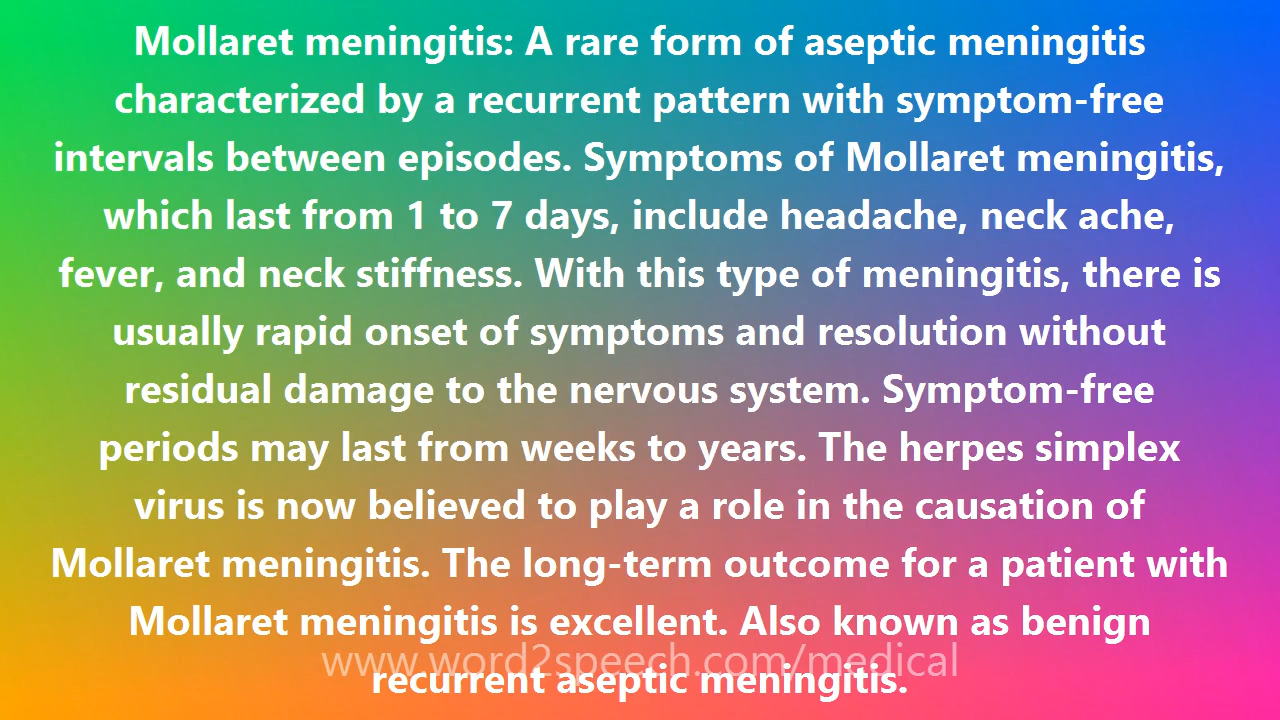 Mollaret meningitis: A rare form of aseptic meningitis
characterized by a recurrent pattern with symptom-free
intervals between episodes. Symptoms of Mollaret meningitis,
which last from 1 to 7 days, include headache, neck ache,
fever, and neck stiffness. With this type of meningitis, there is
usually rapid onset of symptoms and resolution without
residual damage to the nervous system. Symptom-free
periods may last from weeks to years. The herpes simplex
virus is now believed to play a role in the causation of
Mollaret meningitis. The long-term outcome for a patient with
Mollaret meningitis is excellent. Also known as benign
www.word2speech.com/medical
recurrent aseptic meningitis.